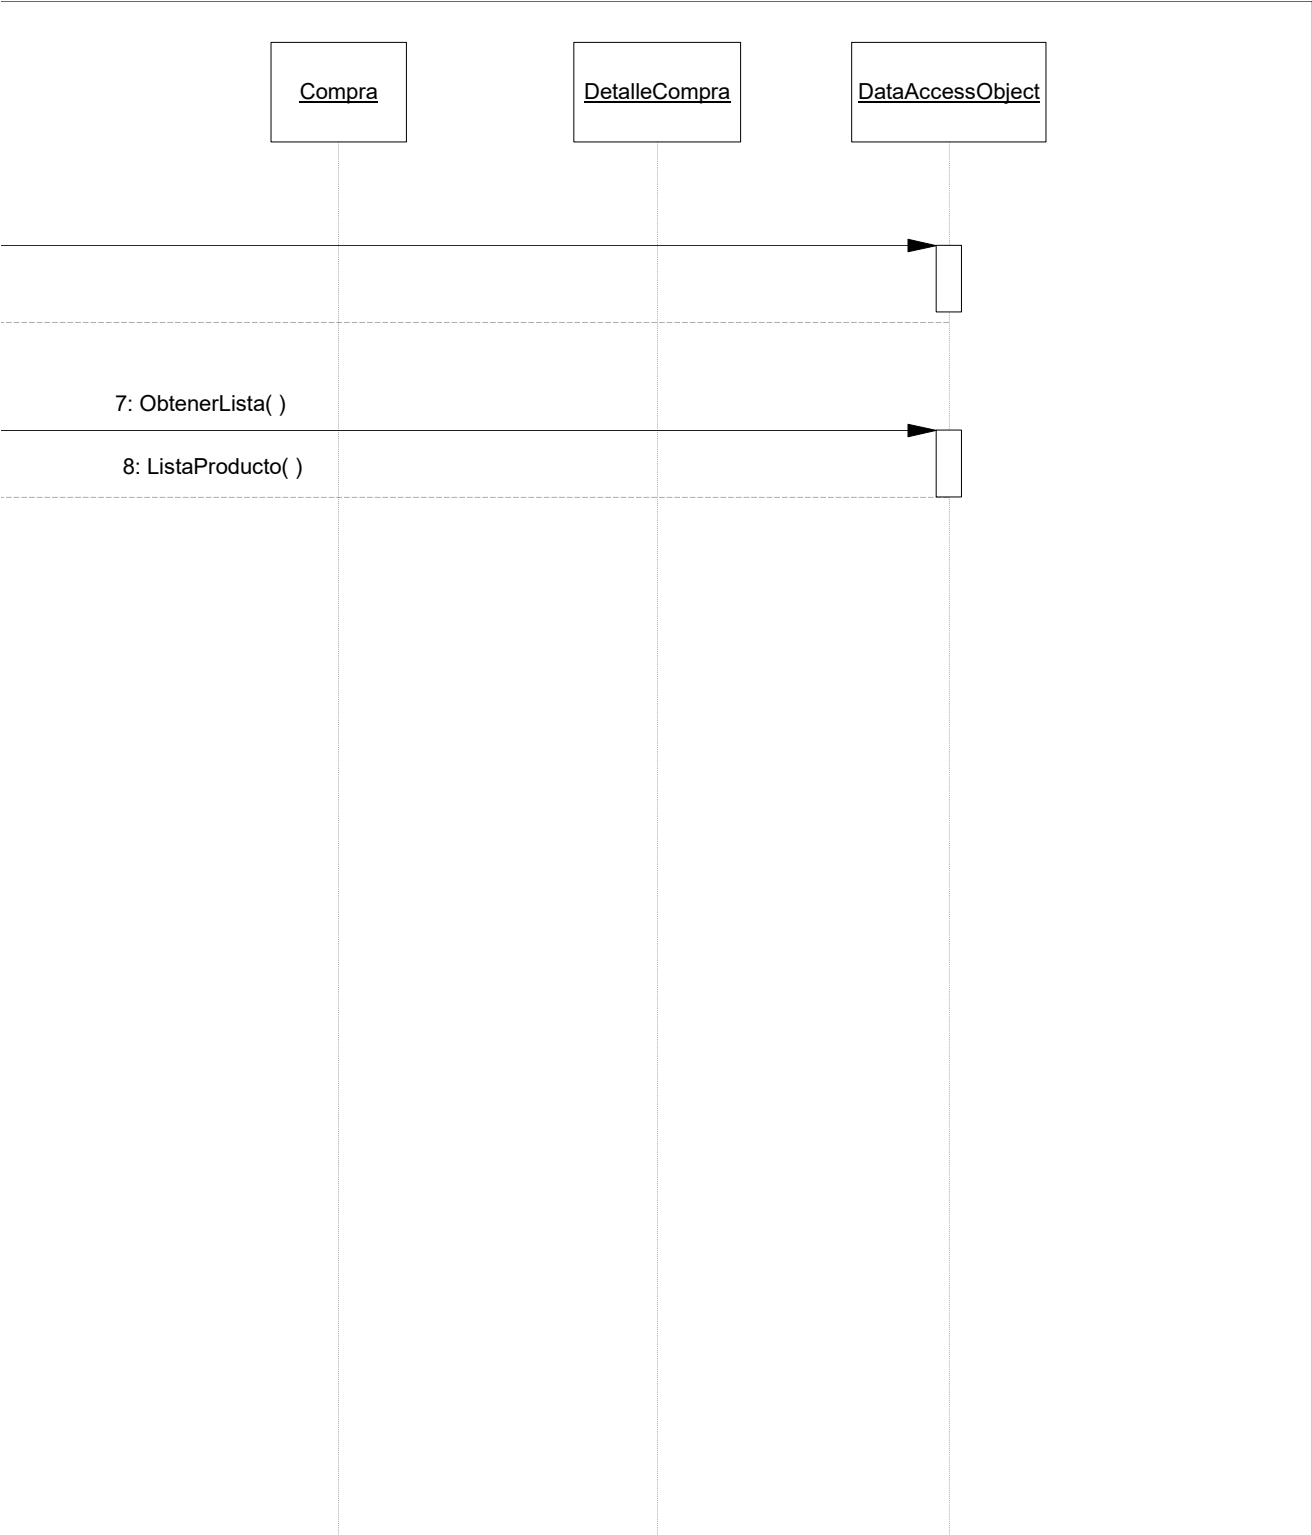 Compra
DetalleCompra
DataAccessObject
7: ObtenerLista( )
8: ListaProducto( )